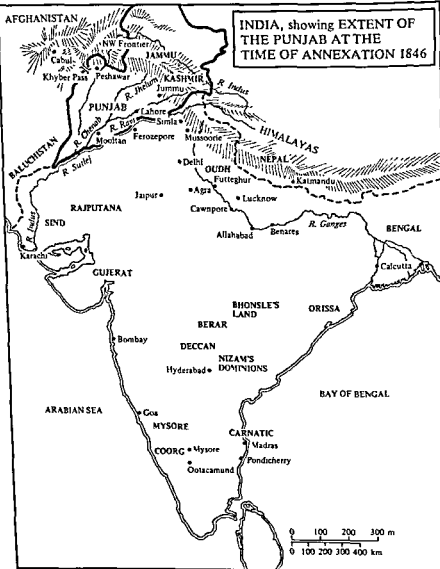 INDIA, showing EXTENT OF
THE PUNJAB AT THE
TIME OF ANNEXATION 1846
AFGHANISTAN
NW Frontier
Cabul
JAMMU
Khyber Pass
Peshawar
KASHMIR
R Indus
Jummu
R Jhelum
PUNJAB
R Chenab
R Ravi
Lahore
Simla
HIMALAYAS
BALUCHISTAN
Mooltan
Ferozepore
Mussoorie
R Sutlej
Delhi
OUDH
NEPAL
Futteghur
Katmandu
R Indus
RAJPUTANA
Jaipur
Agra
Lucknow
SIND
Cawnpore
R. Ganges
BENGAL
Karachi
Allahabad
Benares
Calcutta
GUJERAT
BHONSLE'S
LAND
ORISSA
BERAR
Bombay
DECCAN
NIZAM'S
DOMINIONS
Hyderabad
BAY OF BENGAL
ARABIAN SEA
Goa
MYSORE
CARNATIC
Madras
COORG
Mysore
Pondicherry
Ootacamund
0 100 200 300 m
0 100 200 300 400 km